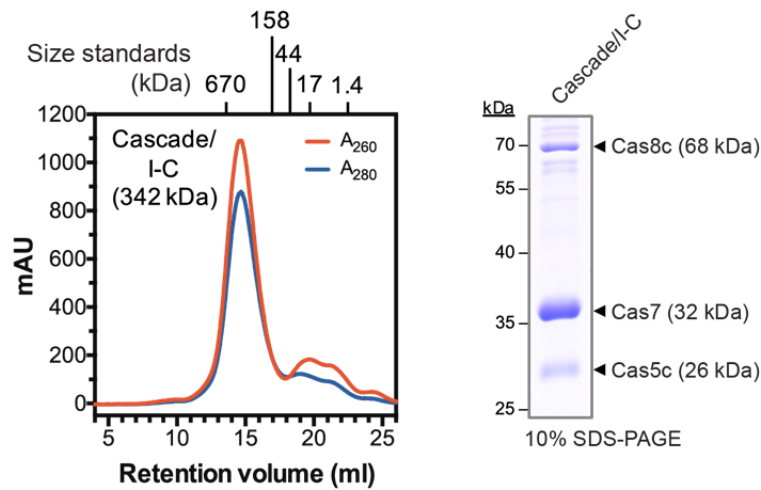 Size standards
(kDa)
670
158
44
17
1.4
1200
1000
800
600
400
200
0
mAU
Cascade/
I-C
(342 kDa)
A260
A280
5
10
15
20
25
Retention volume (ml)
Cascade/I-C
kDa
70
55
40
35
25
Cas8c (68 kDa)
Cas7 (32 kDa)
Cas5c (26 kDa)
10% SDS-PAGE